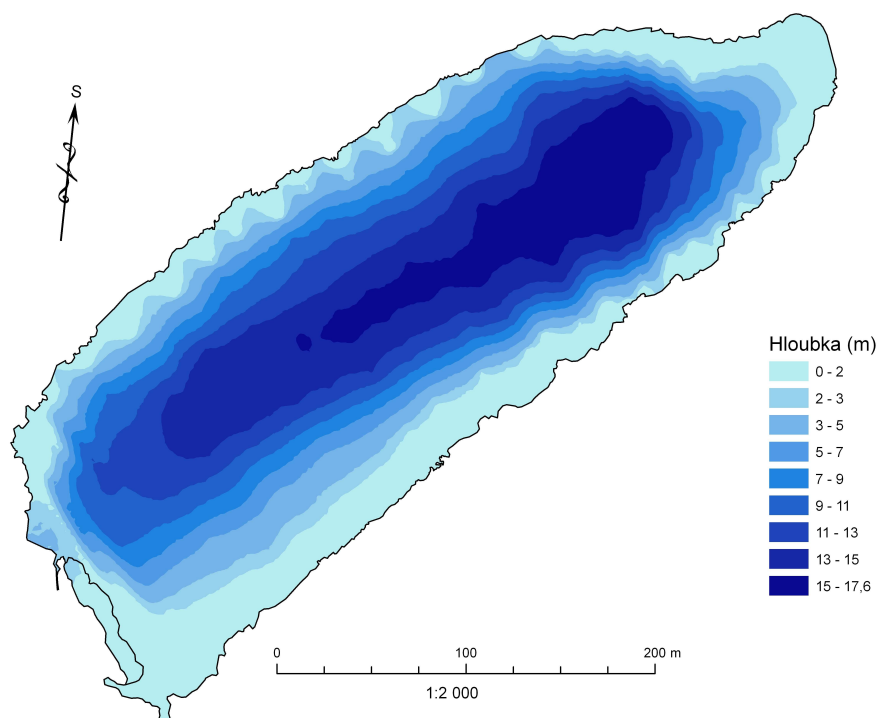 S
Hloubka (m)
0 - 2
2 - 3
3 - 5
5 - 7
7 - 9
9 - 11
11 - 13
13 - 15
15 - 17,6
0 100 200 m
1:2 000